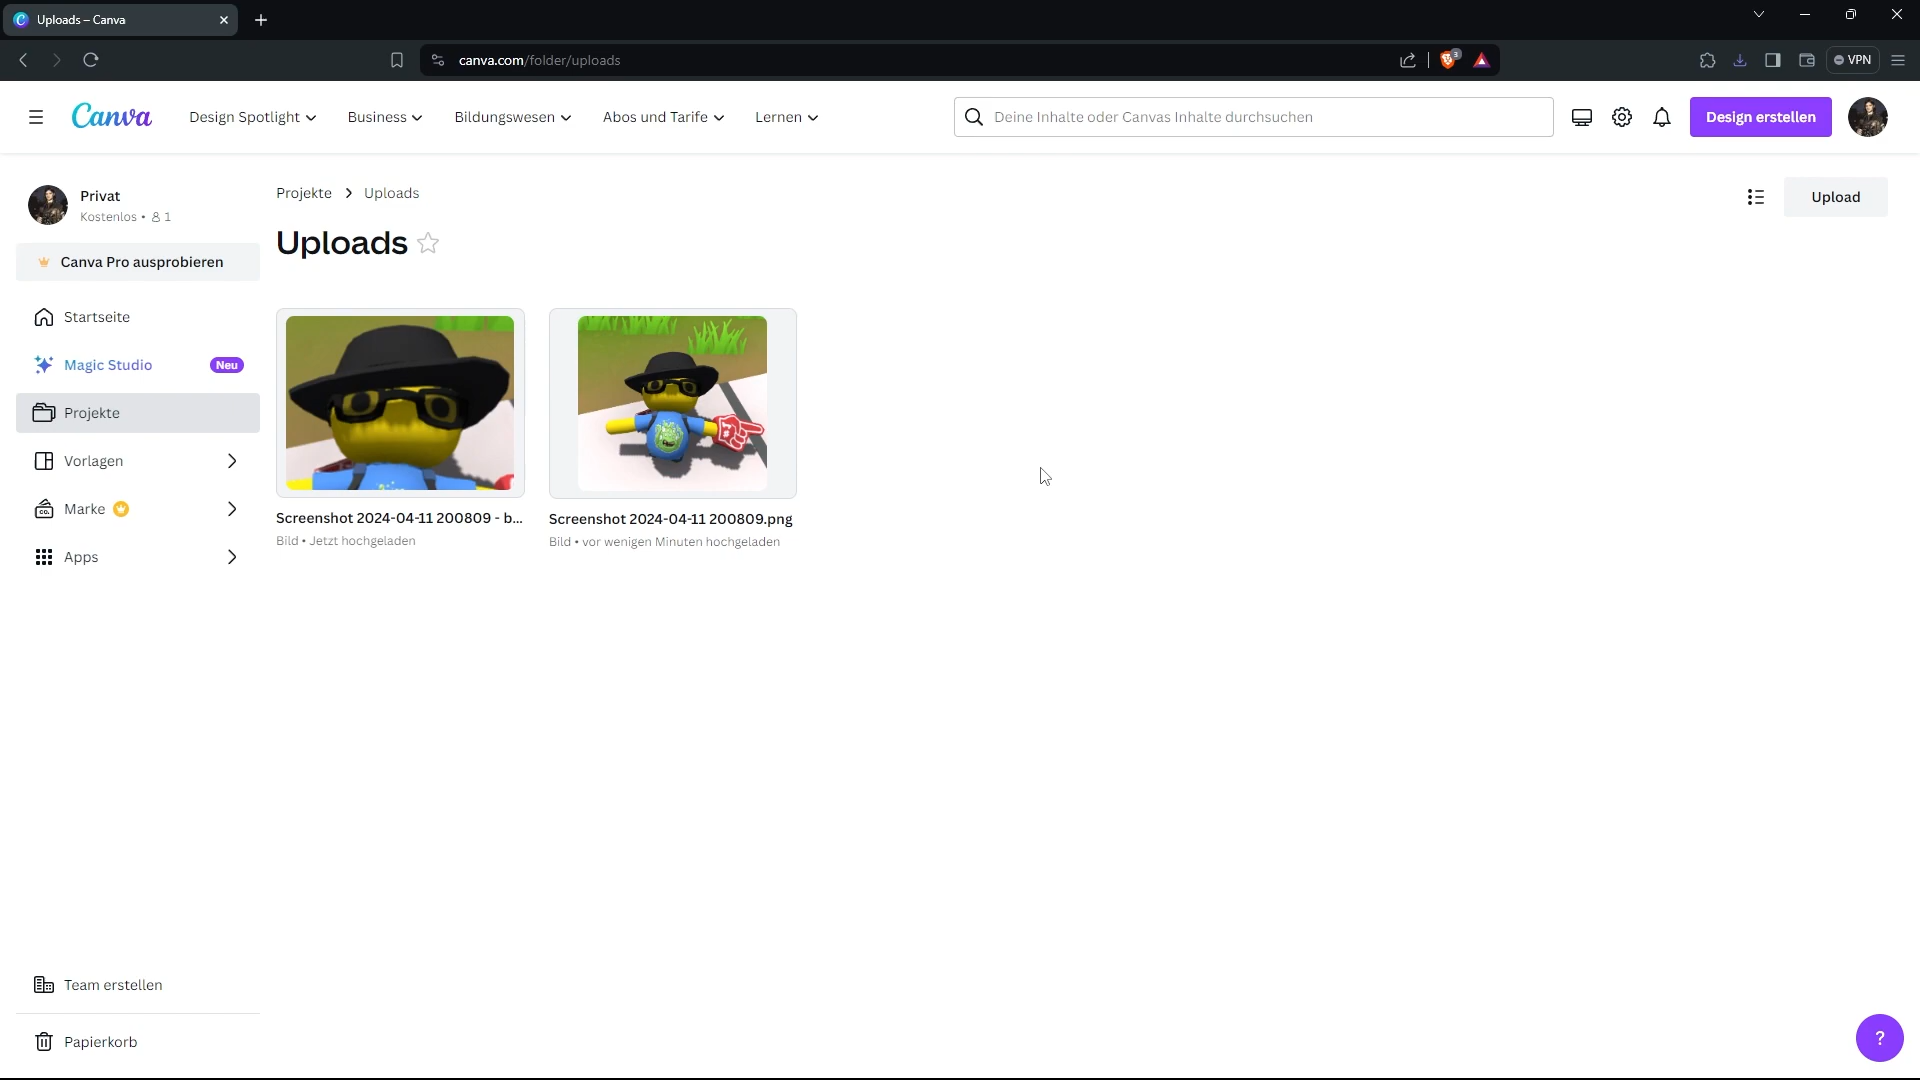 Uploads – Canva
canva.com/folder/uploads
3
VPN
Canva
Design Spotlight
Business
Bildungswesen
Abos und Tarife
Lernen
Deine Inhalte oder Canvas Inhalte durchsuchen
Design erstellen
Privat
Kostenlos • 1
Canva Pro ausprobieren
Startseite
Magic Studio
Neu
Projekte
Vorlagen
Marke
Apps
Team erstellen
Papierkorb
Projekte > Uploads
Upload
Uploads
Screenshot 2024-04-11 200809 - b...
Bild • Jetzt hochgeladen
Screenshot 2024-04-11 200809.png
Bild • vor wenigen Minuten hochgeladen
?